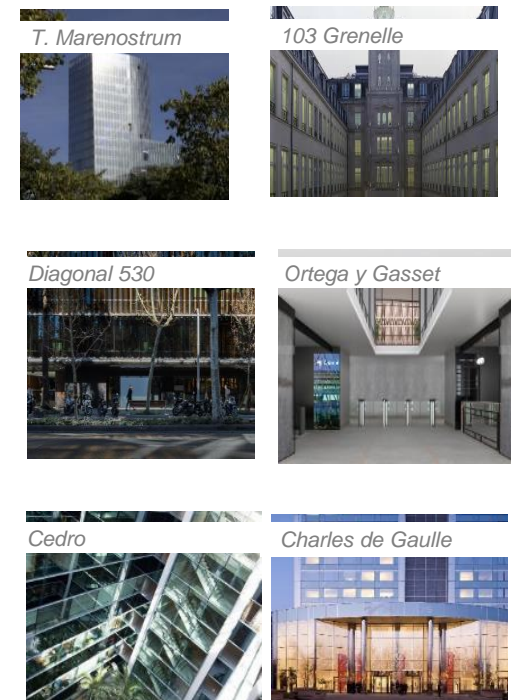 T. Marenostrum
103 Grenelle
Diagonal 530
Ortega y Gasset
Cedro
Charles de Gaulle